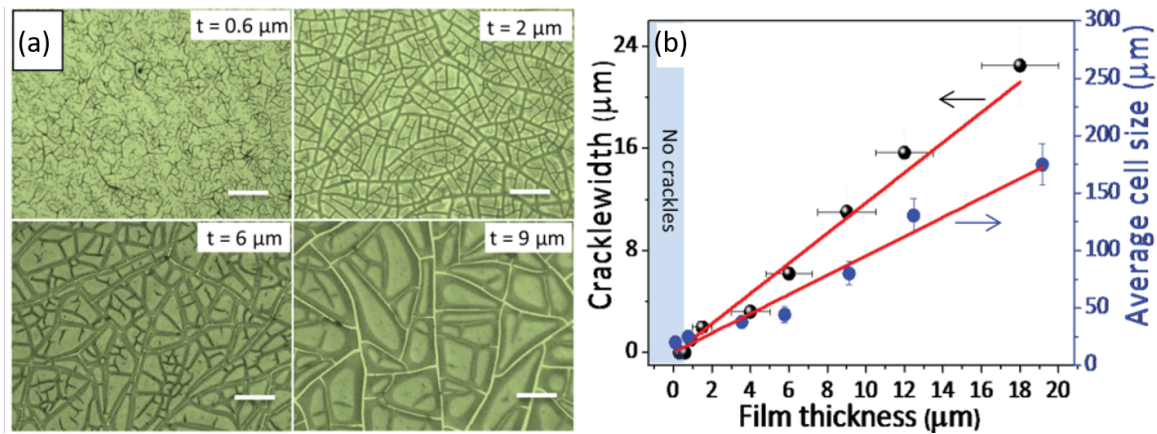 (a)
t = 0.6 μm
t = 2 μm
t = 6 μm
t = 9 μm
(b)
No crackles
Cracklewidth (μm)
24
16
8
0
0 2 4 6 8 10 12 14 16 18 20
Film thickness (μm)
300
250
200
150
100
50
0
Average cell size (μm)